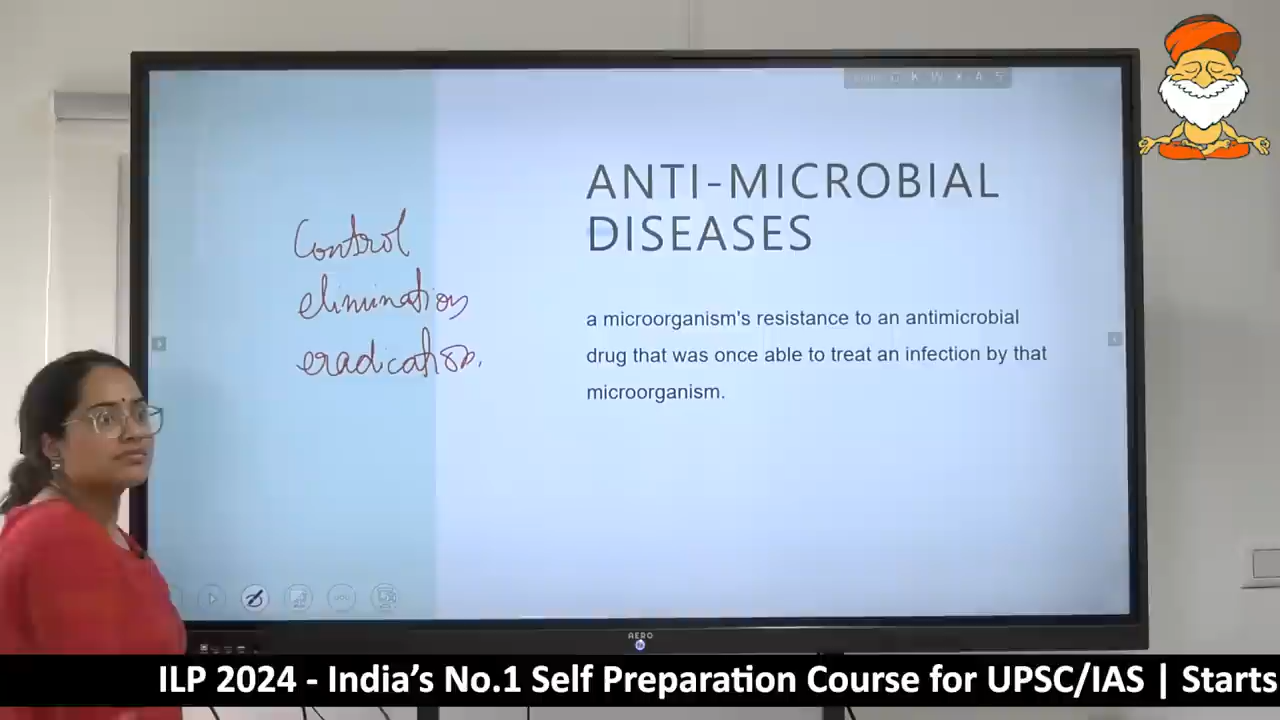 ANTI-MICROBIAL
DISEASES
Control
elimination
eradication.
a microorganism's resistance to an antimicrobial
drug that was once able to treat an infection by that
microorganism.
AERO
ILP 2024 - India's No.1 Self Preparation Course for UPSC/IAS | Starts